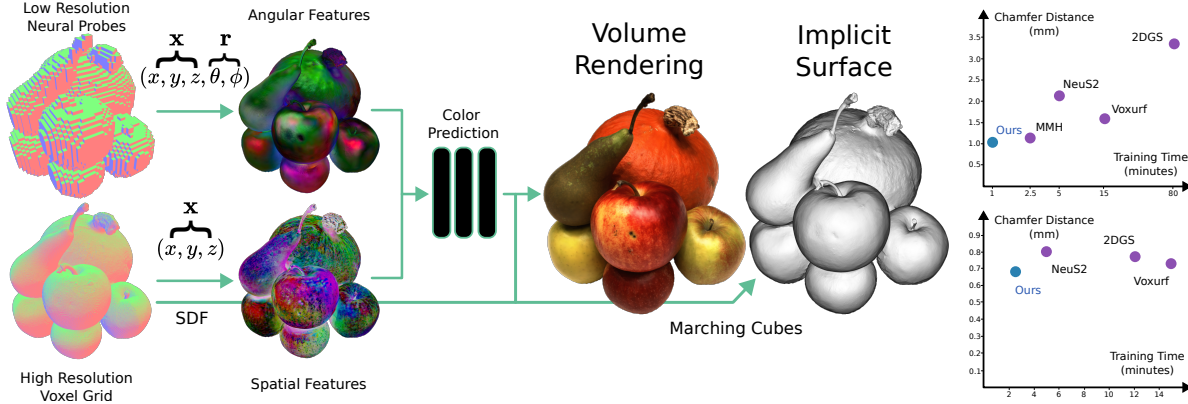 Low Resolution
Neural Probes
x r
(x, y, z, θ, ϕ)
Angular Features
High Resolution
Voxel Grid
x
(x, y, z)
SDF
Spatial Features
Color
Prediction
Volume
Rendering
Implicit
Surface
Marching Cubes
Chamfer Distance
(mm)
3.5
3.0
2.5
2.0
1.5
1.0
0.5
2DGS
NeuS2
Voxurf
MMH
Ours
Training Time
(minutes)
1 2.5 5 15 80
Chamfer Distance
(mm)
0.9
0.8
0.7
0.6
0.5
0.4
0.3
0.2
0.1
2DGS
NeuS2
Voxurf
Ours
Training Time
(minutes)
2 4 6 8 10 12 14